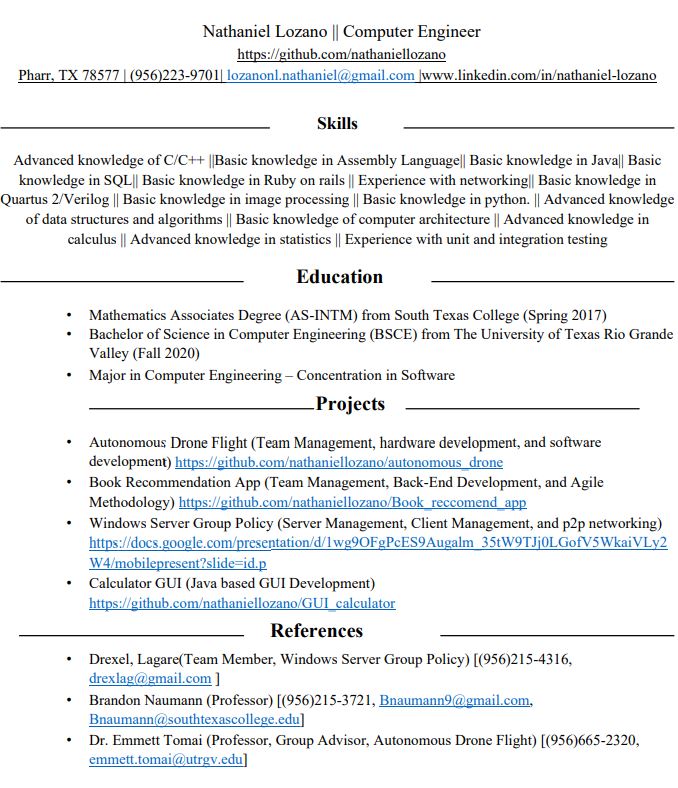 Nathaniel Lozano || Computer Engineer
https://github.com/nathaniellozano
Pharr, TX 78577 | (956)223-9701| lozanonl.nathaniel@gmail.com |www.linkedin.com/in/nathaniel-lozano
Skills
Advanced knowledge of C/C++ ||Basic knowledge in Assembly Language|| Basic knowledge in Java|| Basic
knowledge in SQL|| Basic knowledge in Ruby on rails || Experience with networking|| Basic knowledge in
Quartus 2/Verilog || Basic knowledge in image processing || Basic knowledge in python. || Advanced knowledge
of data structures and algorithms || Basic knowledge of computer architecture || Advanced knowledge in
calculus || Advanced knowledge in statistics || Experience with unit and integration testing
Education
• Mathematics Associates Degree (AS-INTM) from South Texas College (Spring 2017)
• Bachelor of Science in Computer Engineering (BSCE) from The University of Texas Rio Grande
Valley (Fall 2020)
• Major in Computer Engineering – Concentration in Software
Projects
• Autonomous Drone Flight (Team Management, hardware development, and software
development) https://github.com/nathaniellozano/autonomous_drone
• Book Recommendation App (Team Management, Back-End Development, and Agile
Methodology) https://github.com/nathaniellozano/Book_reccomend_app
• Windows Server Group Policy (Server Management, Client Management, and p2p networking)
https://docs.google.com/presentation/d/1wg9OFgPcES9Augalm_35tW9TJj0LGofV5WkaiVLy2
W4/mobilepresent?slide=id.p
• Calculator GUI (Java based GUI Development)
https://github.com/nathaniellozano/GUI_calculator
References
• Drexel, Lagare(Team Member, Windows Server Group Policy) [(956)215-4316,
drexlag@gmail.com ]
• Brandon Naumann (Professor) [(956)215-3721, Bnaumann9@gmail.com,
Bnaumann@southtexascollege.edu]
• Dr. Emmett Tomai (Professor, Group Advisor, Autonomous Drone Flight) [(956)665-2320,
emmett.tomai@utrgv.edu]